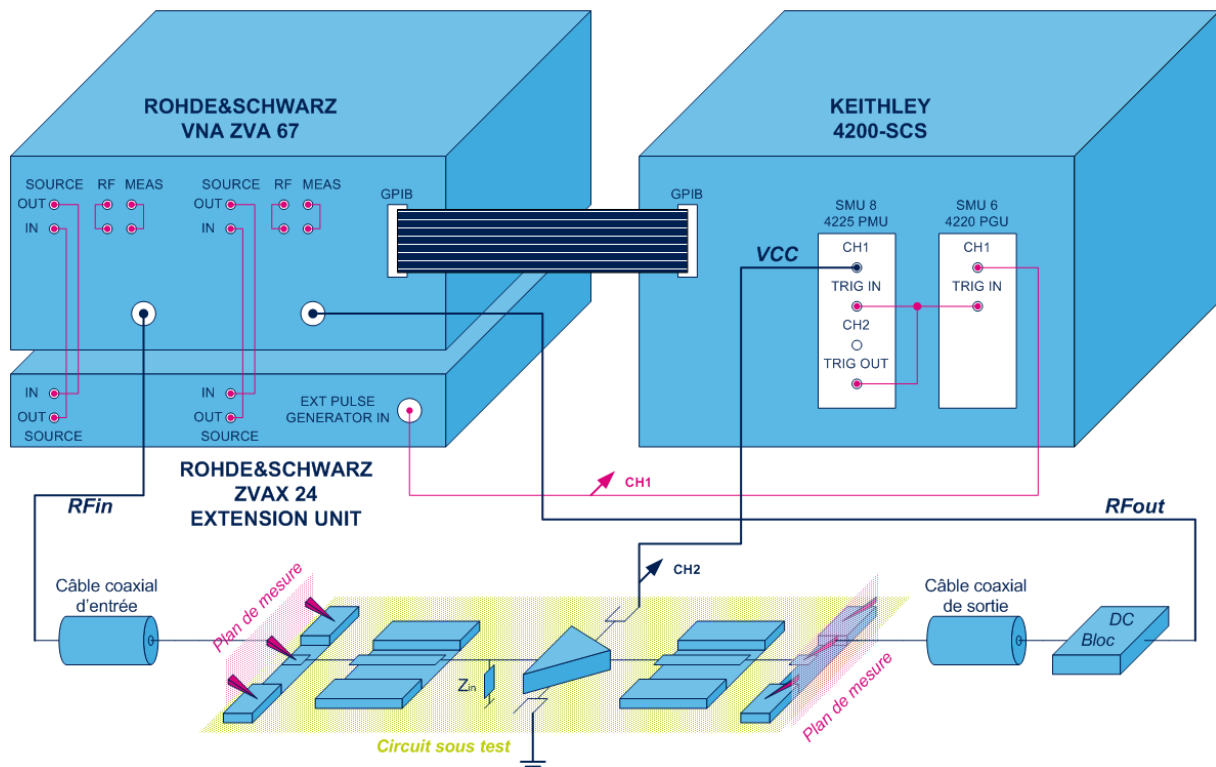 ROHDE&SCHWARZ
VNA ZVA 67
KEITHLEY
4200-SCS
SOURCE
RF
MEAS
SOURCE
RF
MEAS
OUT
OUT
IN
IN
GPIB
GPIB
SMU 8
4225 PMU
SMU 6
4220 PGU
CH1
CH1
VCC
TRIG IN
TRIG IN
CH2
TRIG OUT
IN
IN
OUT
OUT
SOURCE
SOURCE
EXT PULSE
GENERATOR IN
ROHDE&SCHWARZ
ZVAX 24
EXTENSION UNIT
CH1
RFin
RFout
CH2
Câble coaxial
d'entrée
Plan de mesure
Câble coaxial
de sortie
DC
Bloc
Zin
Plan de mesure
Circuit sous test